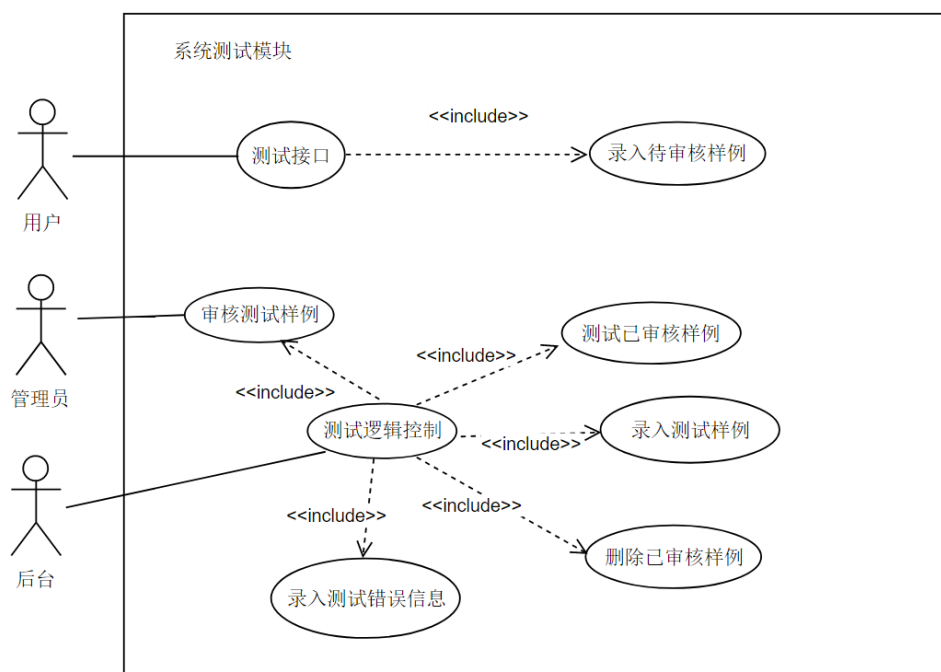 系统测试模块
<<include>>
测试接口
录入待审核样例
用户
审核测试样例
测试已审核样例
<<include>>
<<include>>
管理员
测试逻辑控制
录入测试样例
<<include>>
<<include>>
<<include>>
后台
录入测试错误信息
删除已审核样例